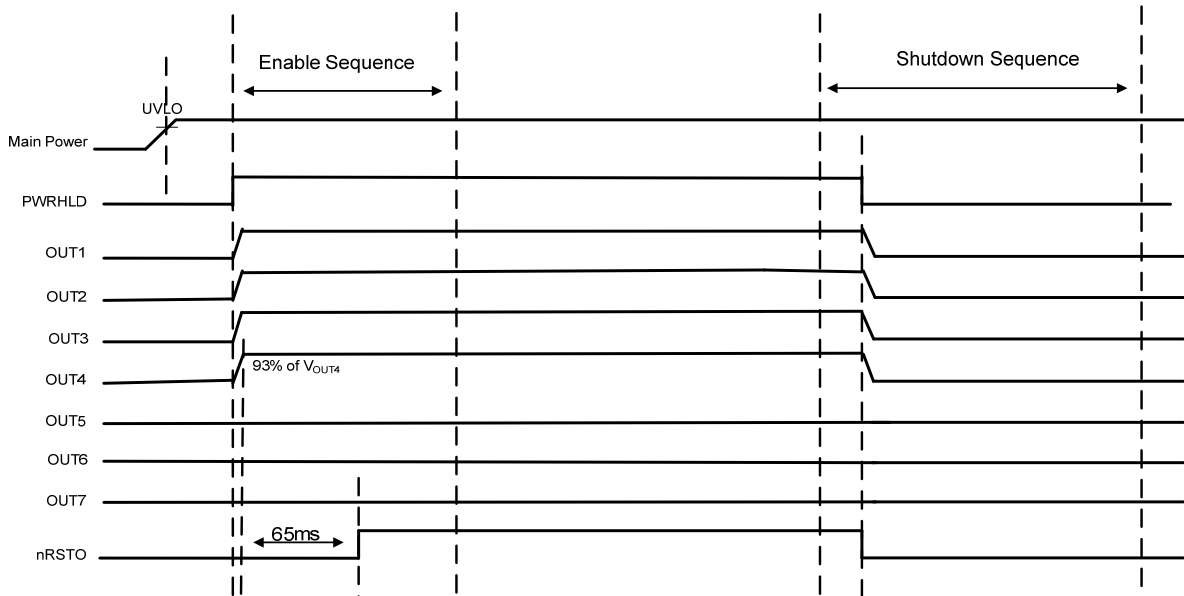 Enable Sequence
Shutdown Sequence
UVLO
Main Power
PWRHLD
OUT1
OUT2
OUT3
93% of VOUT4
OUT4
OUT5
OUT6
OUT7
65ms
nRSTO